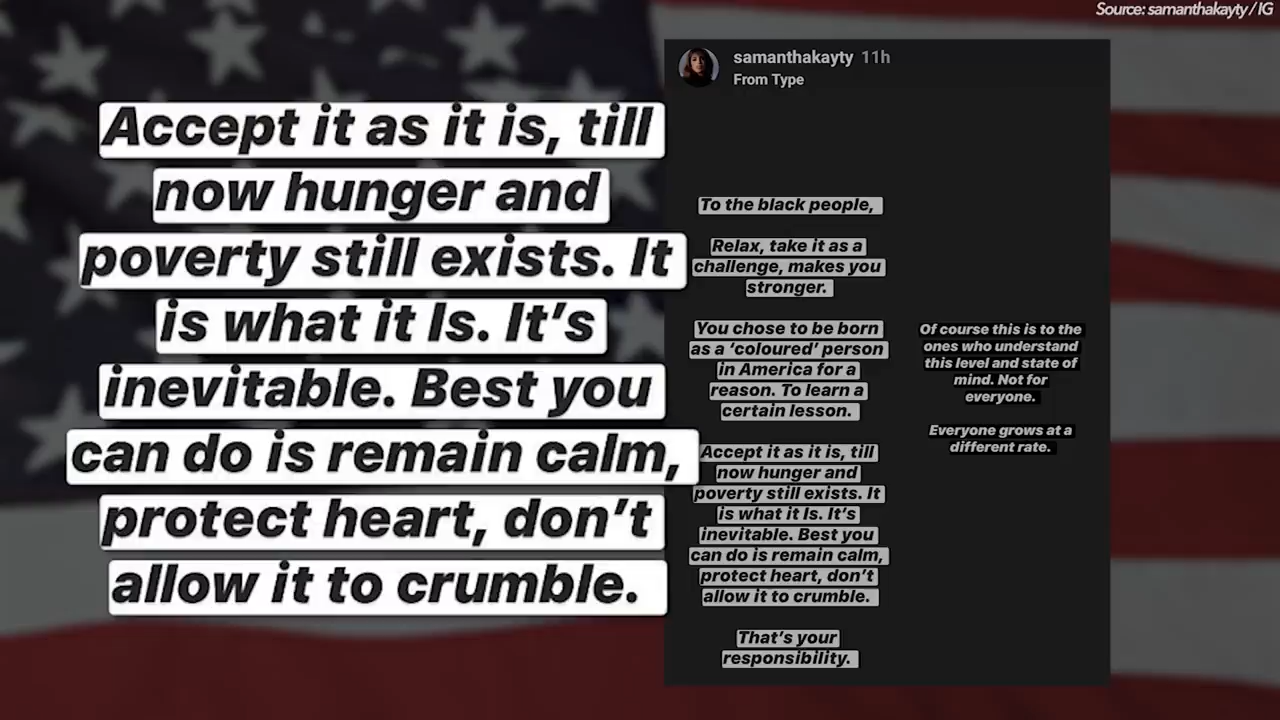 Source: samanthakayty / IG
Accept it as it is, till
now hunger and
poverty still exists. It
is what it Is. It’s
inevitable. Best you
can do is remain calm,
protect heart, don’t
allow it to crumble.
samanthakayty 11h
From Type
To the black people,
Relax, take it as a
challenge, makes you
stronger.
You chose to be born
as a ‘coloured’ person
in America for a
reason. To learn a
certain lesson.
Accept it as it is, till
now hunger and
poverty still exists. It
is what it Is. It’s
inevitable. Best you
can do is remain calm,
protect heart, don’t
allow it to crumble.
That’s your
responsibility.
Of course this is to the
ones who understand
this level and state of
mind. Not for
everyone.
Everyone grows at a
different rate.